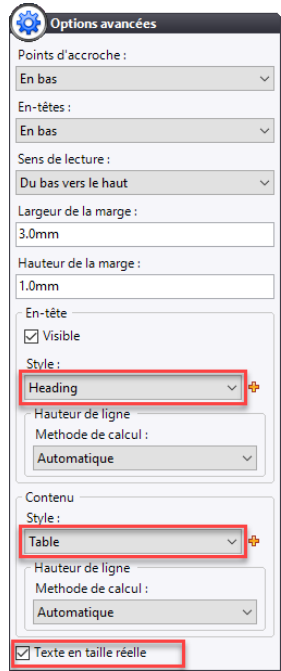 Options avancées
Points d'accroche :
En bas
En-têtes :
En bas
Sens de lecture :
Du bas vers le haut
Largeur de la marge :
3.0mm
Hauteur de la marge :
1.0mm
En-tête
Visible
Style :
Heading
Hauteur de ligne
Methode de calcul :
Automatique
Contenu
Style :
Table
Hauteur de ligne
Methode de calcul :
Automatique
Texte en taille réelle